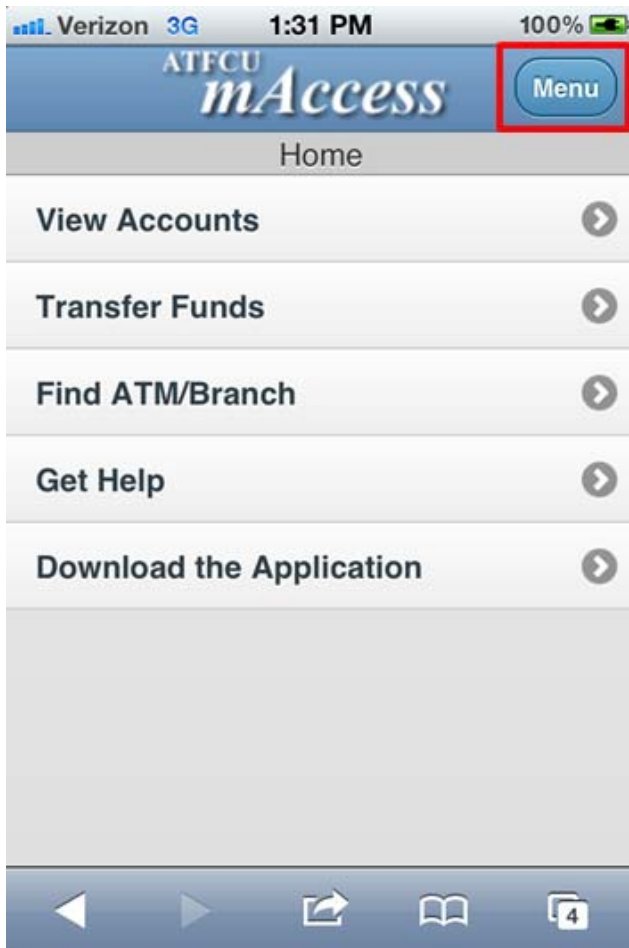 Verizon 3G 1:31 PM 100%
ATFCU
mAccess
Menu
Home
View Accounts
Transfer Funds
Find ATM/Branch
Get Help
Download the Application
4